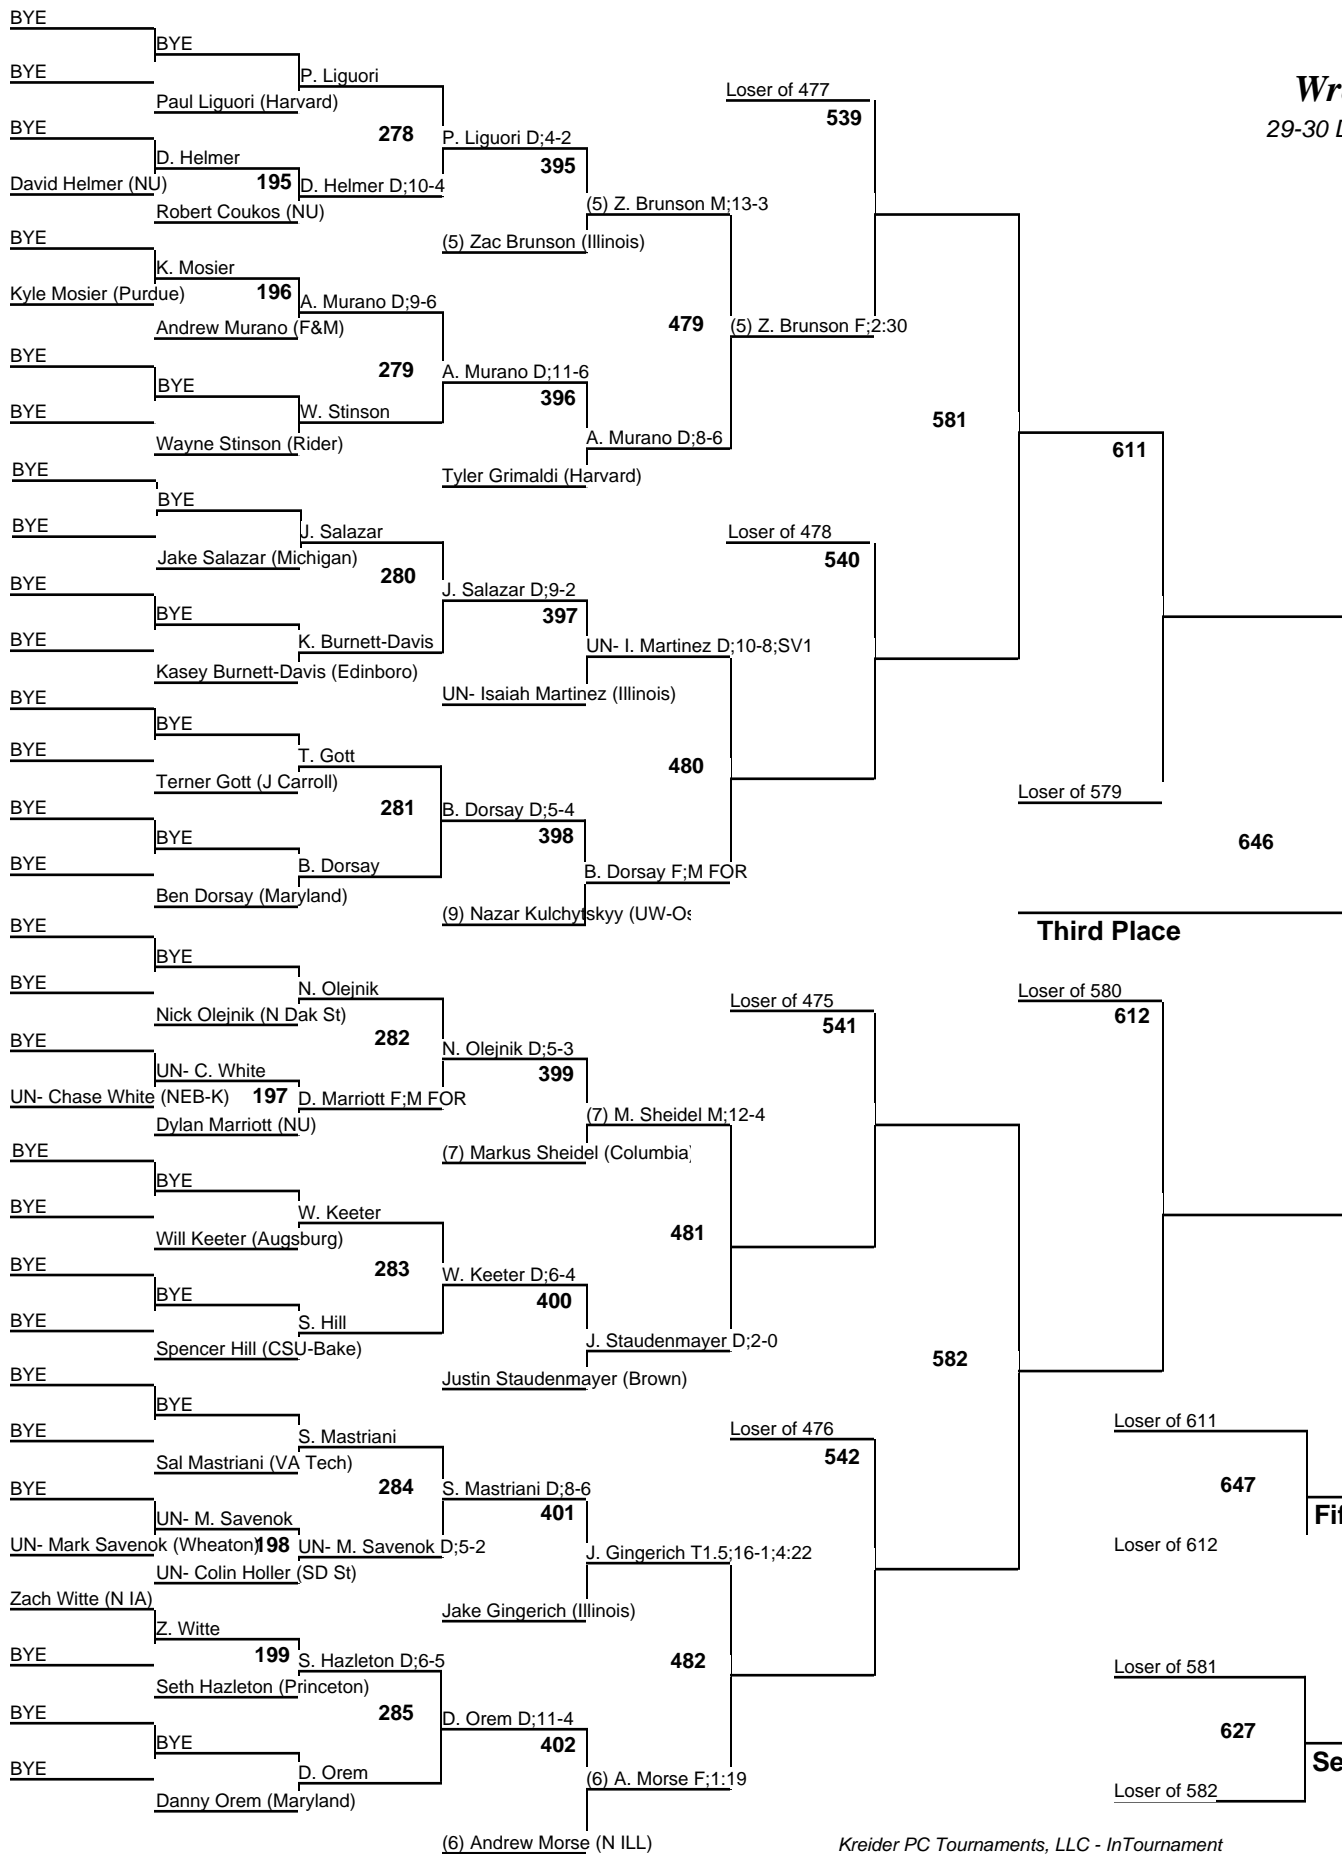 BYE
BYE
BYE
P. Liguori
Paul Liguori (Harvard)
278
BYE
D. Helmer
David Helmer (NU)
195
D. Helmer D;10-4
Robert Coukos (NU)
P. Liguori D;4-2
395
(5) Z. Brunson M;13-3
(5) Zac Brunson (Illinois)
BYE
K. Mosier
Kyle Mosier (Purdue)
196
A. Murano D;9-6
Andrew Murano (F&M)
279
BYE
BYE
BYE
W. Stinson
Wayne Stinson (Rider)
A. Murano D;11-6
396
A. Murano D;8-6
Tyler Grimaldi (Harvard)
479
(5) Z. Brunson F;2:30
Loser of 477
539
Wr
29-30
581
611
BYE
BYE
BYE
J. Salazar
Jake Salazar (Michigan)
280
BYE
BYE
BYE
K. Burnett-Davis
Kasey Burnett-Davis (Edinboro)
J. Salazar D;9-2
397
UN- I. Martinez D;10-8;SV1
UN- Isaiah Martinez (Illinois)
Loser of 478
540
BYE
BYE
BYE
T. Gott
Terner Gott (J Carroll)
281
BYE
BYE
BYE
B. Dorsay
Ben Dorsay (Maryland)
B. Dorsay D;5-4
398
B. Dorsay F;M FOR
(9) Nazar Kulchytskyy (UW-Os
480
Loser of 579
646
Third Place
BYE
BYE
BYE
N. Olejnik
Nick Olejnik (N Dak St)
282
BYE
UN- C. White
UN- Chase White (NEB-K)
197
D. Marriott F;M FOR
Dylan Marriott (NU)
N. Olejnik D;5-3
399
(7) M. Sheidel M;12-4
(7) Markus Sheidel (Columbia)
Loser of 475
541
Loser of 580
612
BYE
BYE
BYE
W. Keeter
Will Keeter (Augsburg)
283
BYE
BYE
BYE
S. Hill
Spencer Hill (CSU-Bake)
W. Keeter D;6-4
400
J. Staudenmayer D;2-0
Justin Staudenmayer (Brown)
481
582
BYE
BYE
BYE
S. Mastriani
Sal Mastriani (VA Tech)
284
BYE
UN- M. Savenok
UN- Mark Savenok (Wheaton)
198
UN- M. Savenok D;5-2
UN- Colin Holler (SD St)
S. Mastriani D;8-6
401
J. Gingerich T1.5;16-1;4:22
Jake Gingerich (Illinois)
Loser of 476
542
Loser of 611
647
Fif
Loser of 612
Zach Witte (N IA)
Z. Witte
BYE
199
S. Hazleton D;6-5
Seth Hazleton (Princeton)
285
BYE
BYE
BYE
D. Orem
Danny Orem (Maryland)
D. Orem D;11-4
402
(6) A. Morse F;1:19
(6) Andrew Morse (N ILL)
482
Loser of 581
627
Se
Loser of 582
Kreider PC Tournaments, LLC - InTournament